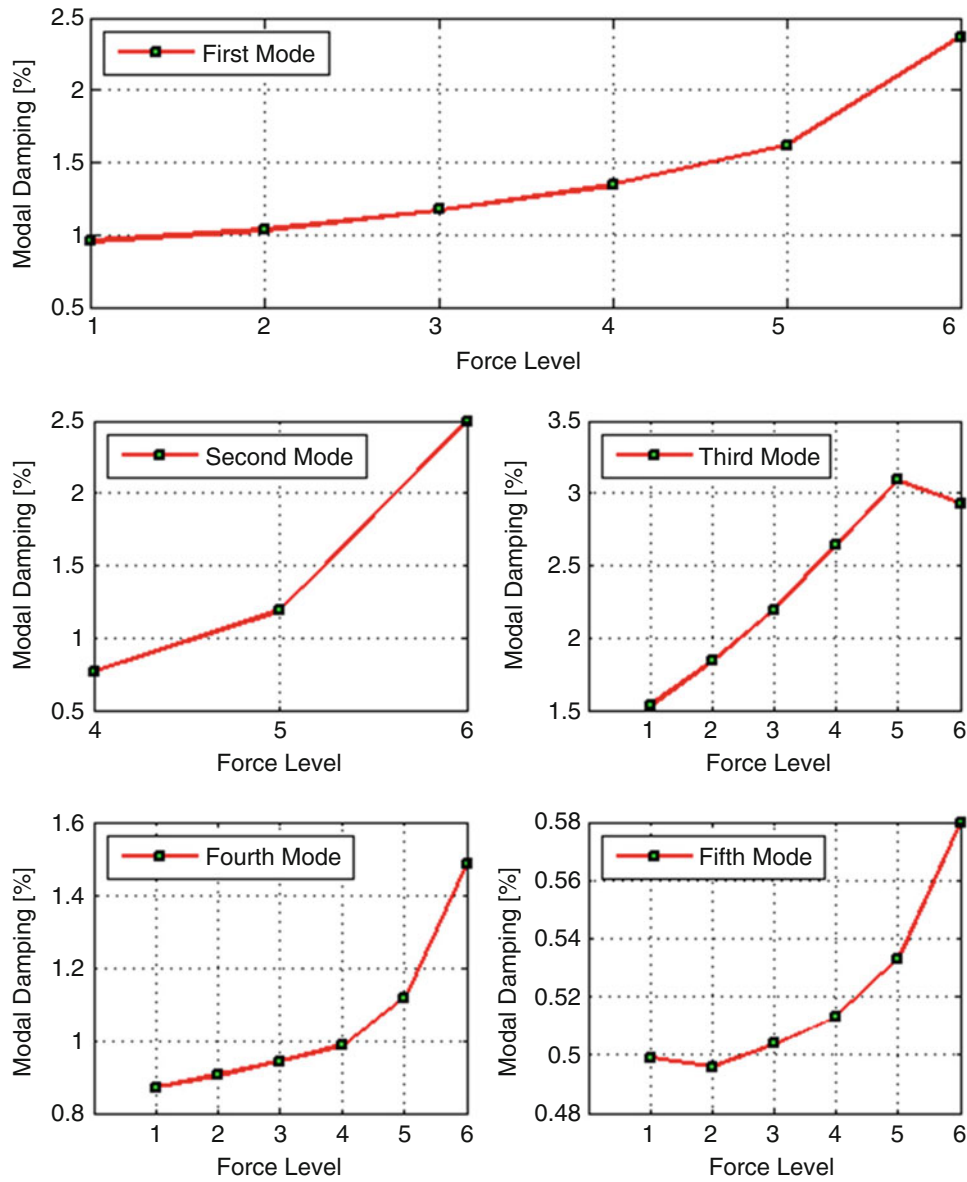 2.5
First Mode
2
1.5
1
0.5
Modal Damping [%]
1 2 3 4 5 6
Force Level
2.5
Second Mode
2
1.5
1
0.5
Modal Damping [%]
4 5 6
Force Level
3.5
Third Mode
3
2.5
2
1.5
Modal Damping [%]
1 2 3 4 5 6
Force Level
1.6
Fourth Mode
1.4
1.2
1
0.8
Modal Damping [%]
1 2 3 4 5 6
Force Level
0.58
Fifth Mode
0.56
0.54
0.52
0.5
0.48
Modal Damping [%]
1 2 3 4 5 6
Force Level